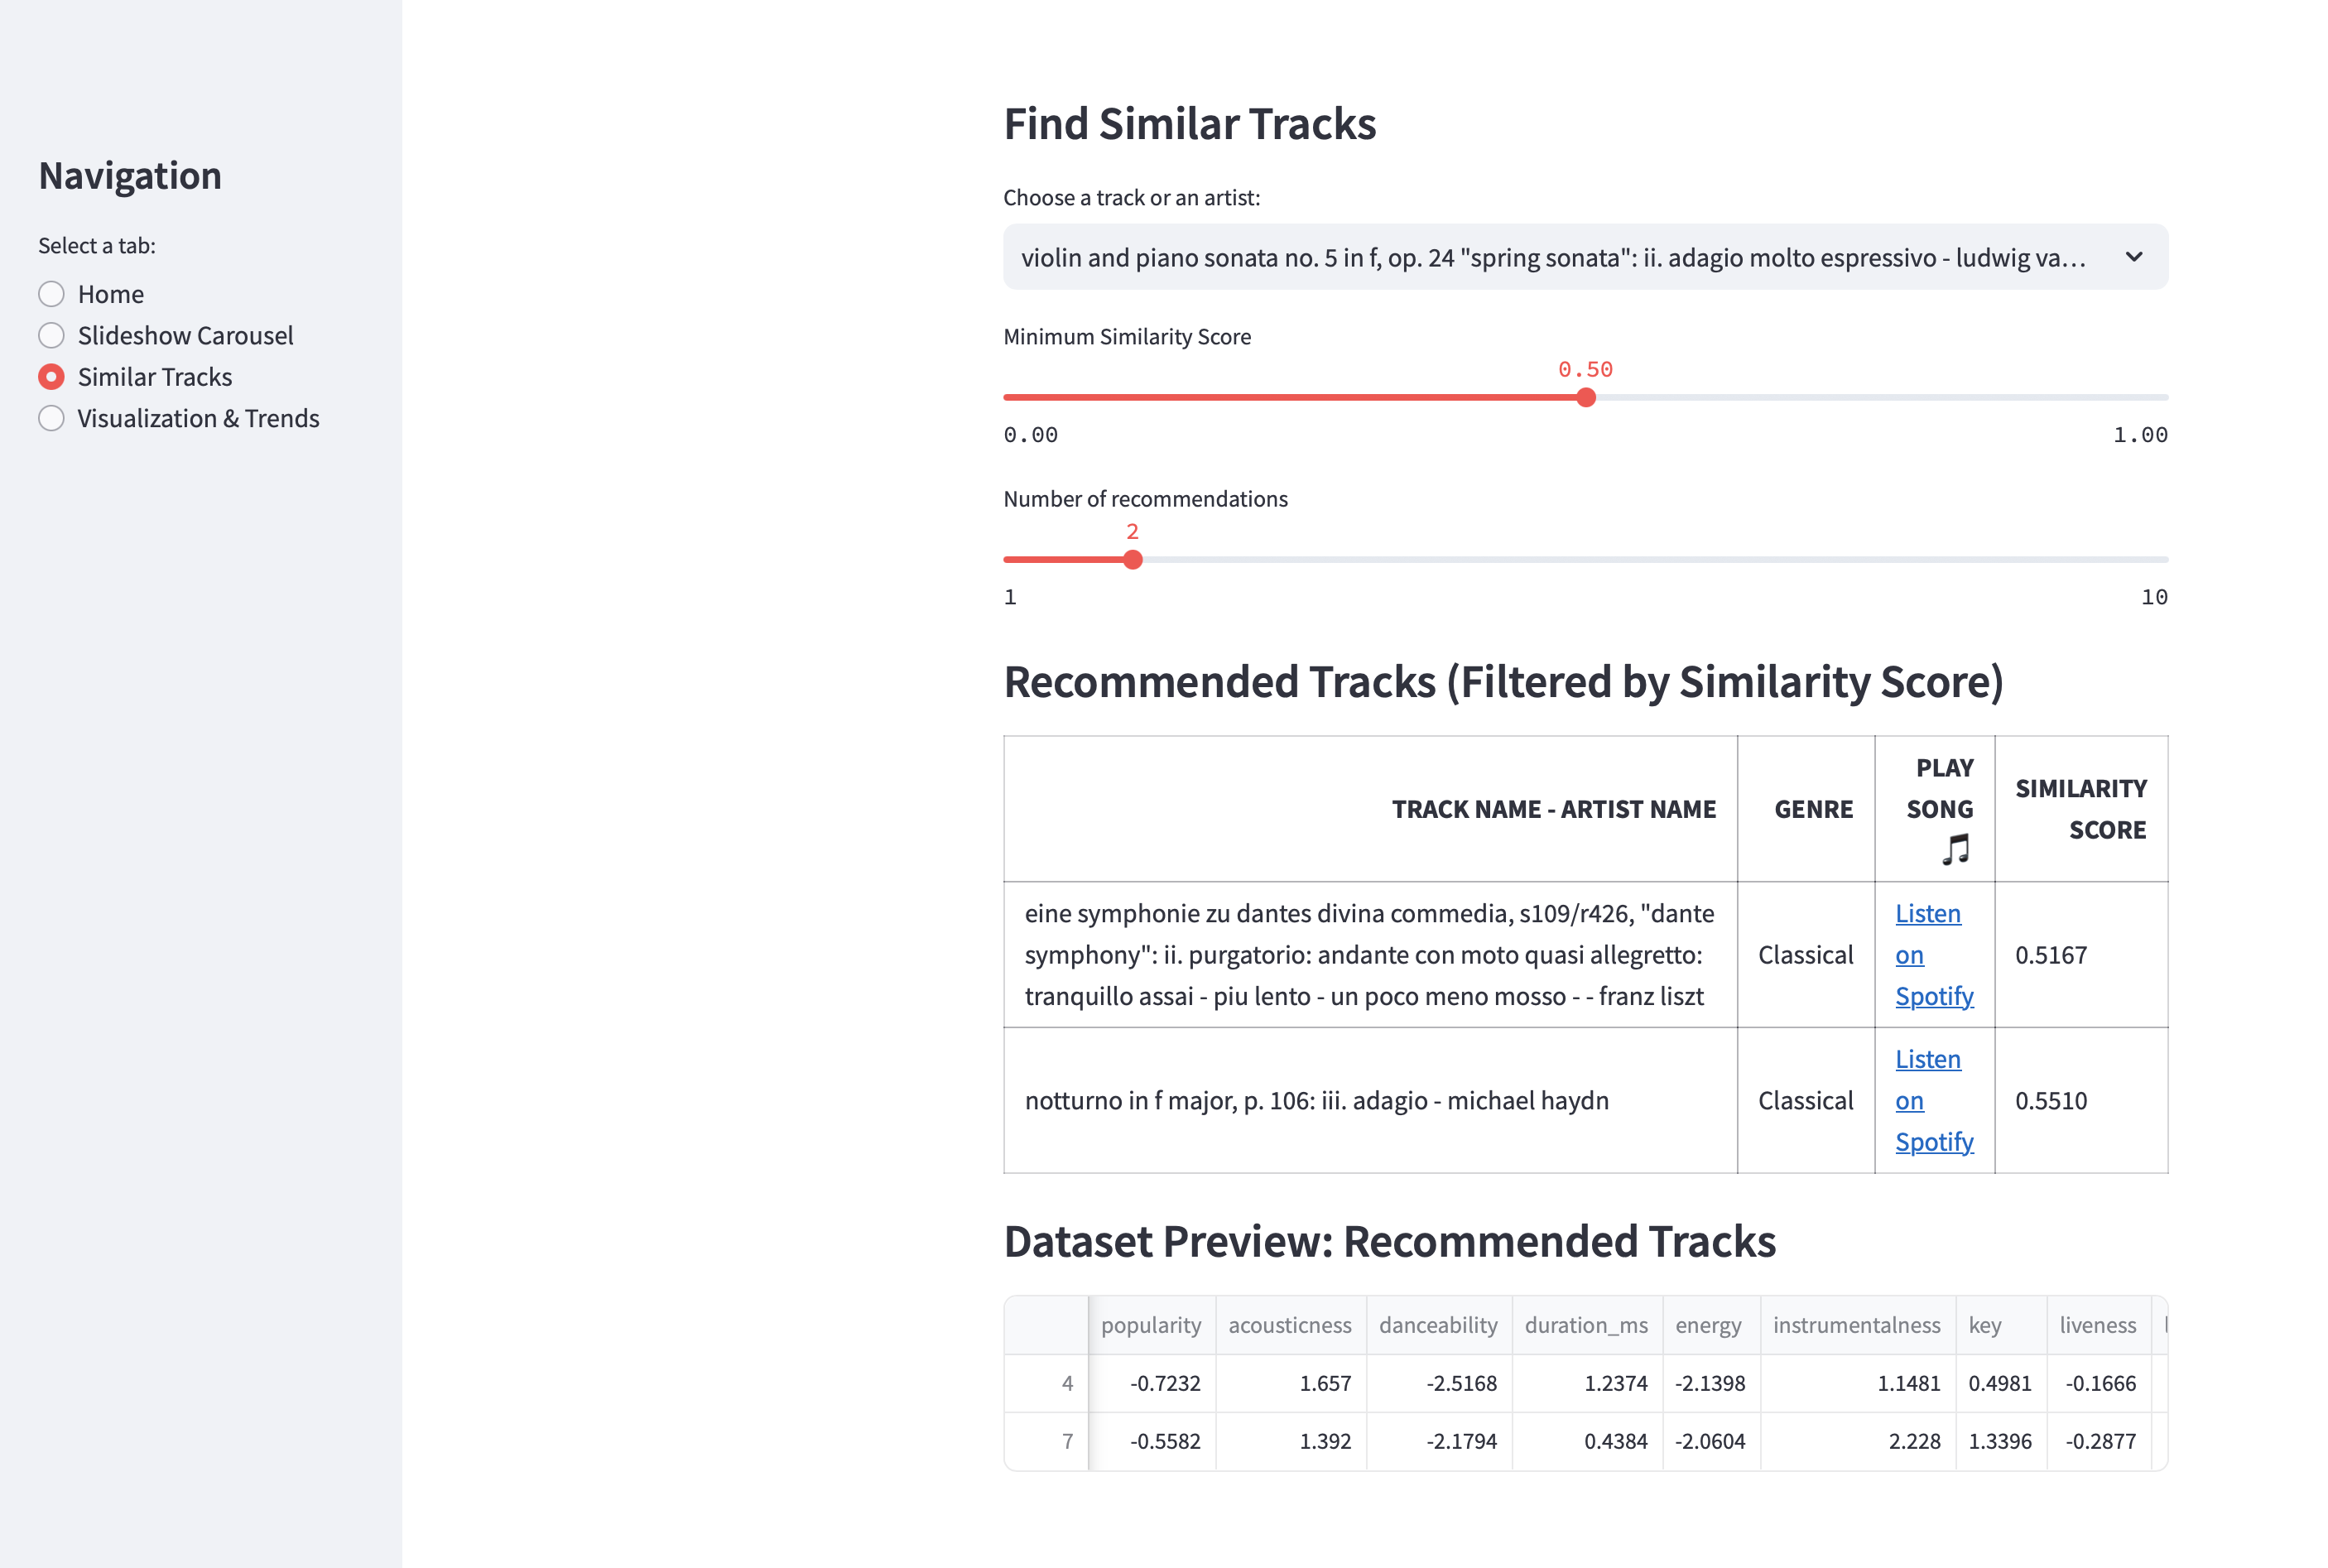 Navigation
Select a tab:
Home
Slideshow Carousel
Similar Tracks
Visualization & Trends
Find Similar Tracks
Choose a track or an artist:
violin and piano sonata no. 5 in f, op. 24 "spring sonata": ii. adagio molto espressivo - ludwig va...
Minimum Similarity Score
0.50
0.00 1.00
Number of recommendations
2
1 10
Recommended Tracks (Filtered by Similarity Score)
TRACK NAME - ARTIST NAME GENRE PLAY SONG 🎵 SIMILARITY SCORE
eine symphonie zu dantes divina commedia, s109/r426, "dante
symphony": ii. purgatorio: andante con moto quasi allegretto:
tranquillo assai - piu lento - un poco meno mosso - - franz liszt
Classical
Listen
on
Spotify
0.5167
notturno in f major, p. 106: iii. adagio - michael haydn
Classical
Listen
on
Spotify
0.5510
Dataset Preview: Recommended Tracks
popularity acousticness danceability duration_ms energy instrumentalness key liveness
4 -0.7232 1.657 -2.5168 1.2374 -2.1398 1.1481 0.4981 -0.1666
7 -0.5582 1.392 -2.1794 0.4384 -2.0604 2.228 1.3396 -0.2877